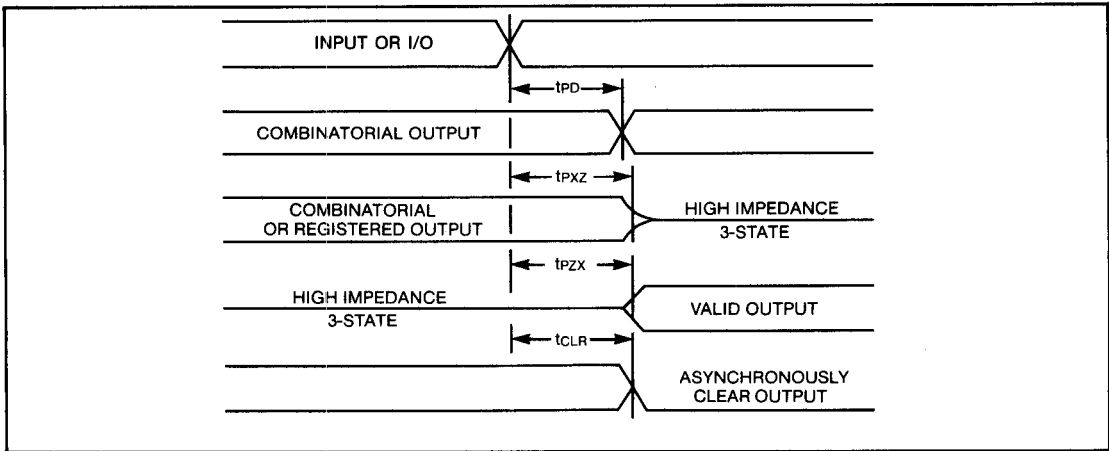 INPUT OR I/O
tPD
COMBINATORIAL OUTPUT
tPXZ
COMBINATORIAL
OR REGISTERED OUTPUT
HIGH IMPEDANCE
3-STATE
tPZX
HIGH IMPEDANCE
3-STATE
VALID OUTPUT
tCLR
ASYNCHRONOUSLY
CLEAR OUTPUT